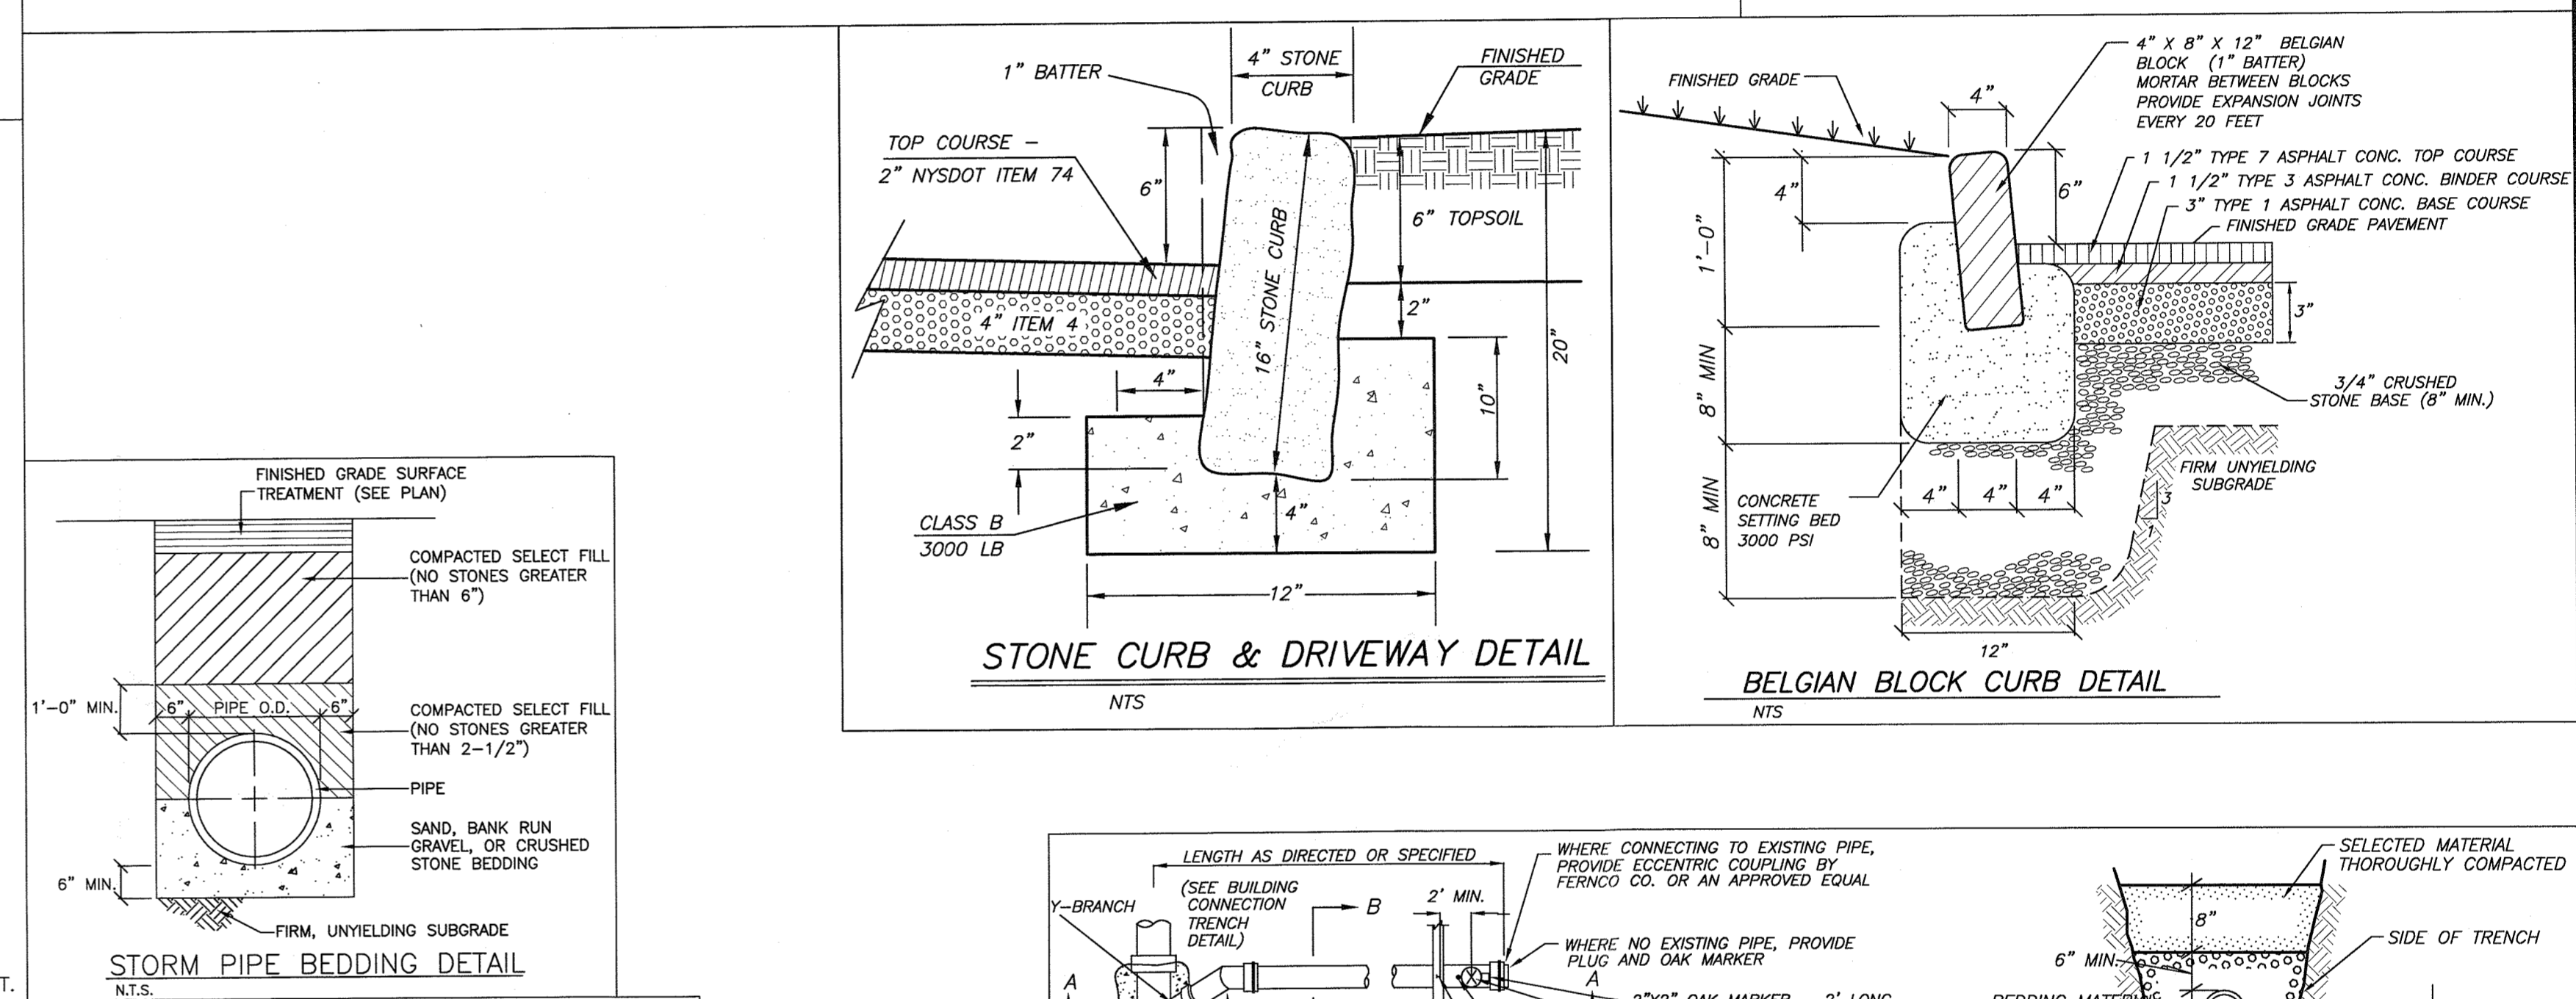 1" BATTER
4" STONE
CURB
FINISHED
GRADE
TOP COURSE –
2" NYSDOT ITEM 74
6"
6" TOPSOIL
16" STONE CURB
4" ITEM 4
2"
20"
4"
10"
2"
4"
CLASS B
3000 LB
12"
STONE CURB & DRIVEWAY DETAIL
NTS
FINISHED GRADE
4"
4" X 8" X 12" BELGIAN
BLOCK (1" BATTER)
MORTAR BETWEEN BLOCKS
PROVIDE EXPANSION JOINTS
EVERY 20 FEET
1 1/2" TYPE 7 ASPHALT CONC. TOP COURSE
1 1/2" TYPE 3 ASPHALT CONC. BINDER COURSE
3" TYPE 1 ASPHALT CONC. BASE COURSE
FINISHED GRADE PAVEMENT
4"
6"
1'-0"
3"
8" MIN
3/4" CRUSHED
STONE BASE (8" MIN.)
FIRM UNYIELDING
SUBGRADE
3
1
4" 4" 4"
8" MIN
CONCRETE
SETTING BED
3000 PSI
12"
BELGIAN BLOCK CURB DETAIL
NTS
FINISHED GRADE SURFACE
TREATMENT (SEE PLAN)
COMPACTED SELECT FILL
(NO STONES GREATER
THAN 6")
1'-0" MIN.
6" PIPE O.D. 6"
COMPACTED SELECT FILL
(NO STONES GREATER
THAN 2-1/2")
PIPE
SAND, BANK RUN
GRAVEL, OR CRUSHED
STONE BEDDING
6" MIN.
FIRM, UNYIELDING SUBGRADE
STORM PIPE BEDDING DETAIL
N.T.S.
T.
LENGTH AS DIRECTED OR SPECIFIED
(SEE BUILDING
CONNECTION
TRENCH
DETAIL)
Y-BRANCH
B
2' MIN.
WHERE CONNECTING TO EXISTING PIPE,
PROVIDE ECCENTRIC COUPLING BY
FERNCO CO. OR AN APPROVED EQUAL
WHERE NO EXISTING PIPE, PROVIDE
PLUG AND OAK MARKER
A
A
2"X2" OAK MARKER 2' LONG
SELECTED MATERIAL
THOROUGHLY COMPACTED
8"
SIDE OF TRENCH
6" MIN.
BEDDING MATERIAL